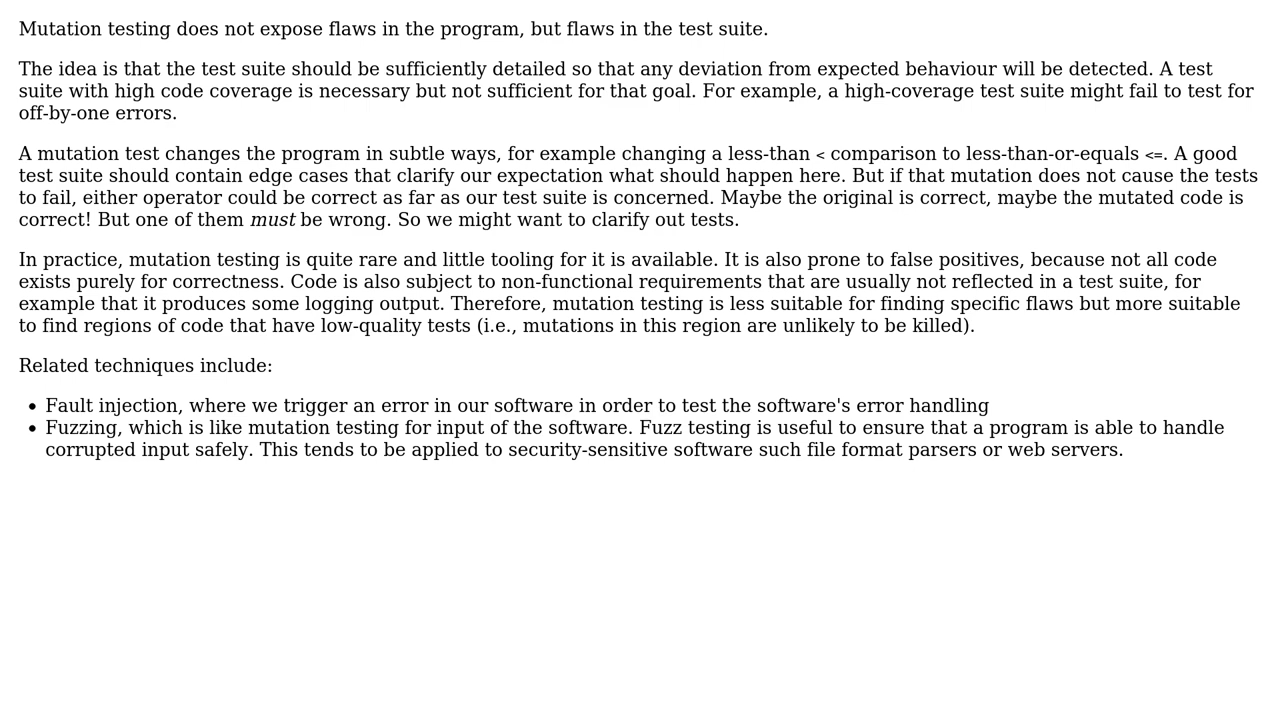 Mutation testing does not expose flaws in the program, but flaws in the test suite.
The idea is that the test suite should be sufficiently detailed so that any deviation from expected behaviour will be detected. A test
suite with high code coverage is necessary but not sufficient for that goal. For example, a high-coverage test suite might fail to test for
off-by-one errors.
A mutation test changes the program in subtle ways, for example changing a less-than < comparison to less-than-or-equals <=. A good
test suite should contain edge cases that clarify our expectation what should happen here. But if that mutation does not cause the tests
to fail, either operator could be correct as far as our test suite is concerned. Maybe the original is correct, maybe the mutated code is
correct! But one of them must be wrong. So we might want to clarify out tests.
In practice, mutation testing is quite rare and little tooling for it is available. It is also prone to false positives, because not all code
exists purely for correctness. Code is also subject to non-functional requirements that are usually not reflected in a test suite, for
example that it produces some logging output. Therefore, mutation testing is less suitable for finding specific flaws but more suitable
to find regions of code that have low-quality tests (i.e., mutations in this region are unlikely to be killed).
Related techniques include:
• Fault injection, where we trigger an error in our software in order to test the software's error handling
• Fuzzing, which is like mutation testing for input of the software. Fuzz testing is useful to ensure that a program is able to handle
corrupted input safely. This tends to be applied to security-sensitive software such file format parsers or web servers.